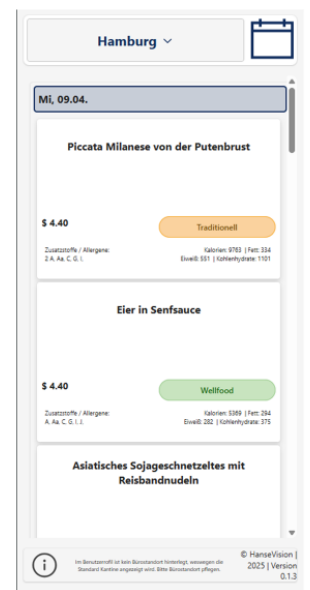 Hamburg
Mi, 09.04.
Piccata Milanese von der Putenbrust
$ 4.40
Traditionell
Zusatzstoffe / Allergene:
2 A, Aa, C, G, I,
Kalorien: 9763 | Fett: 334
Eiweiß: 551 | Kohlenhydrate: 1101
Eier in Senfsauce
$ 4.40
Wellfood
Zusatzstoffe / Allergene:
A, Aa, C, G, I, J,
Kalorien: 5369 | Fett: 294
Eiweiß: 282 | Kohlenhydrate: 375
Asiatisches Sojageschnetzeltes mit
Reisbandnudeln
Im Benutzerofil ist kein Bürostandort hinterlegt, weswegen die
Standard Kantine angezeigt wird. Bitte Bürostandort pflegen.
© HanseVision |
2025 | Version
0.1.3